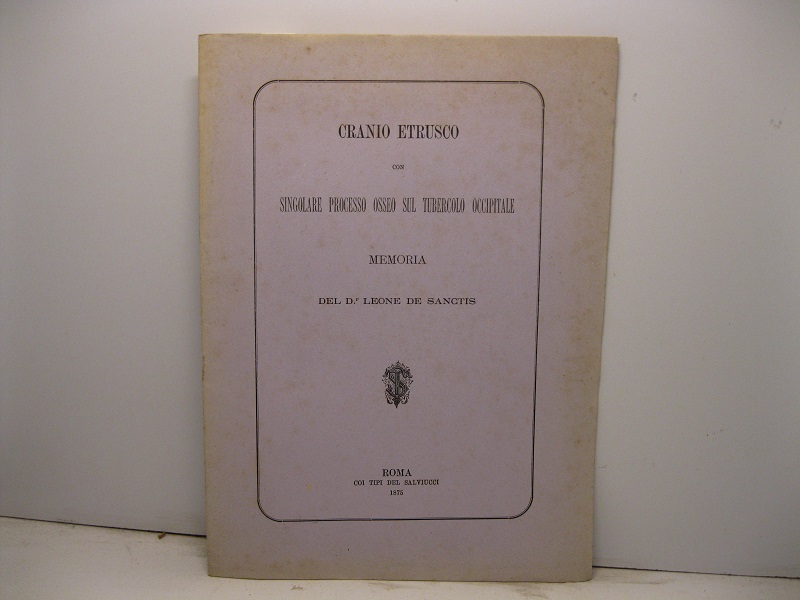 CRANIO ETRUSCO
CON
SINGOLARE PROCESSO OSSEO SUL TUBERCOLO OCCIPITALE
MEMORIA
DEL D.r LEONE DE SANCTIS
ROMA
COI TIPI DEL SALVIUCCI
1875